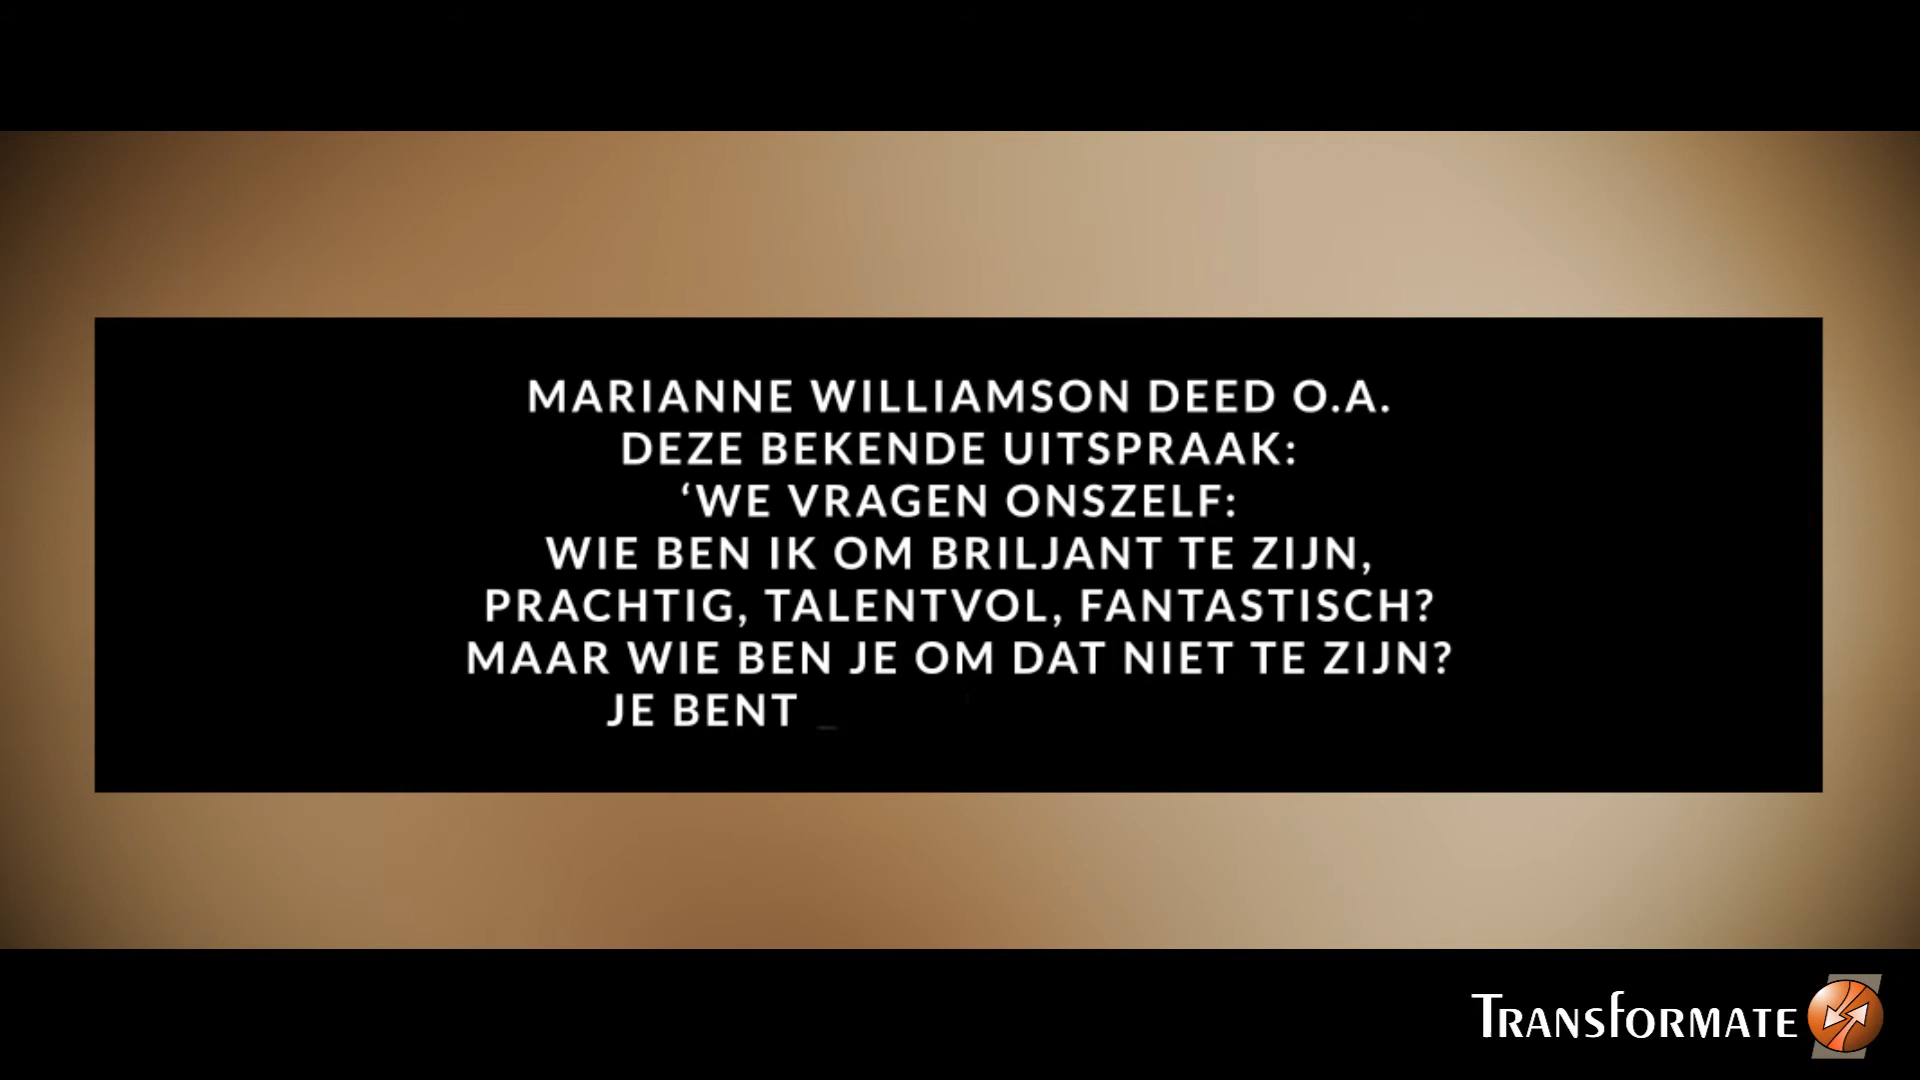 MARIANNE WILLIAMSON DEED O.A.
DEZE BEKENDE UITSPRAAK:
‘WE VRAGEN ONSZELF:
WIE BEN IK OM BRILJANT TE ZIJN,
PRACHTIG, TALENTVOL, FANTASTISCH?
MAAR WIE BEN JE OM DAT NIET TE ZIJN?
JE BENT
TRANSFORMATE